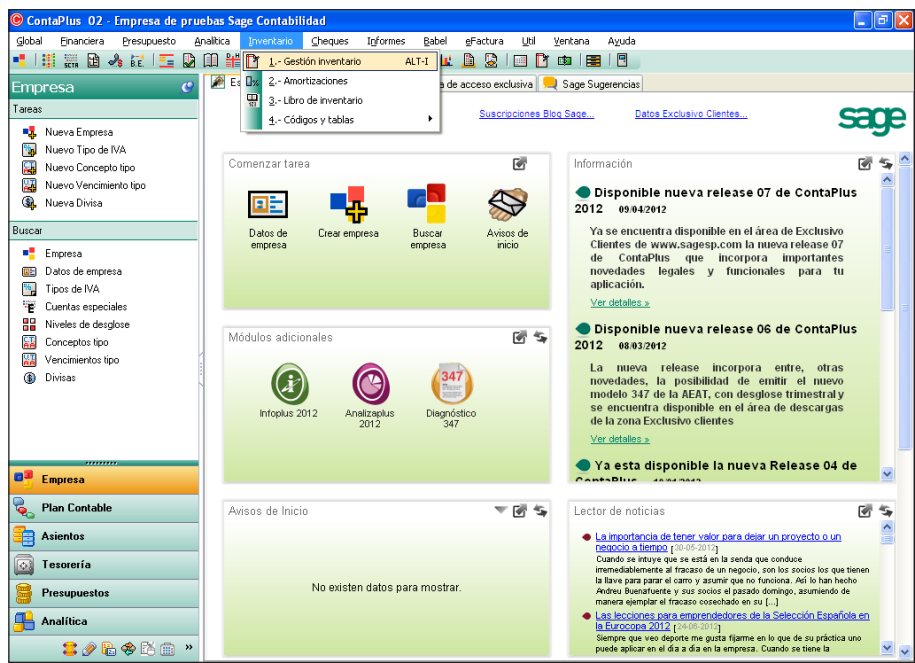 ContaPlus 02 - Empresa de pruebas Sage Contabilidad
Global Financiera Presupuesto Analítica Inventario Cheques Informes Babel eFactura Util Ventana Ayuda
1.- Gestión inventario ALT-I
2.- Amortizaciones
3.- Libro de inventario
4.- Códigos y tablas
Es
a de acceso exclusiva
Sage Sugerencias
Empresa
Tareas
Nueva Empresa
Nuevo Tipo de IVA
Nuevo Concepto tipo
Nuevo Vencimiento tipo
Nueva Divisa
Buscar
Empresa
Datos de empresa
Tipos de IVA
Cuentas especiales
Niveles de desglose
Conceptos tipo
Vencimientos tipo
Divisas
Empresa
Plan Contable
Asientos
Tesorería
Presupuestos
Analítica
Suscripciones Blog Sage...
Datos Exclusivo Clientes...
sage
Comenzar tarea
Datos de empresa
Crear empresa
Buscar empresa
Avisos de inicio
Módulos adicionales
Infoplus 2012
Analizaplus 2012
347
Diagnóstico 347
Avisos de Inicio
No existen datos para mostrar.
Información
Disponible nueva release 07 de ContaPlus
2012 09/04/2012
Ya se encuentra disponible en el área de Exclusivo
Clientes de www.sagesp.com la nueva release 07
de ContaPlus que incorpora importantes
novedades legales y funcionales para tu
aplicación.
Ver detalles »
Disponible nueva release 06 de ContaPlus
2012 08/03/2012
La nueva release incorpora entre, otras
novedades, la posibilidad de emitir el nuevo
modelo 347 de la AEAT, con desglose trimestral y
se encuentra disponible en el área de descargas
de la zona Exclusivo clientes
Ver detalles »
Ya esta disponible la nueva Release 04 de
ContaPlus 10/01/2012
Lector de noticias
La importancia de tener valor para dejar un proyecto o un
negocio a tiempo [30-05-2012]
Cuando se intuye que se está en la senda que conduce
irremediablemente al fracaso de un negocio, son los socios los que tienen
la llave para parar el carro y asumir que no funciona. Así lo han hecho
Andreu Buenafuente y sus socios el pasado domingo, asumiendo de
manera ejemplar el fracaso cosechado en su [...]
Las lecciones para emprendedores de la Selección Española en
la Eurocopa 2012 [24-06-2012]
Siempre que veo deporte me gusta fijarme en lo que de su práctica uno
puede aplicar en el día a día en la empresa. Cuando se tiene la